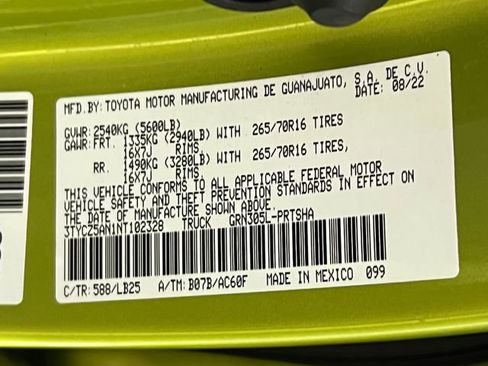 MFD.BY:TOYOTA MOTOR MANUFACTURING DE GUANAJUATO, S.A. DE C.V.
DATE: 08/22
GVWR: 2540KG (5600LB)
GAWR: FRT. 1335KG (2940LB) WITH 265/70R16 TIRES
16X7J RIMS,
RR. 1490KG (3280LB) WITH 265/70R16 TIRES,
16X7J RIMS.
THIS VEHICLE CONFORMS TO ALL APPLICABLE FEDERAL MOTOR
VEHICLE SAFETY AND THEFT PREVENTION STANDARDS IN EFFECT ON
THE DATE OF MANUFACTURE SHOWN ABOVE.
3TYCZ5AN1NT102328 TRUCK GRN305L-PRTSHA
C/TR: 588/LB25 A/TM: B07B/AC60F MADE IN MEXICO 099